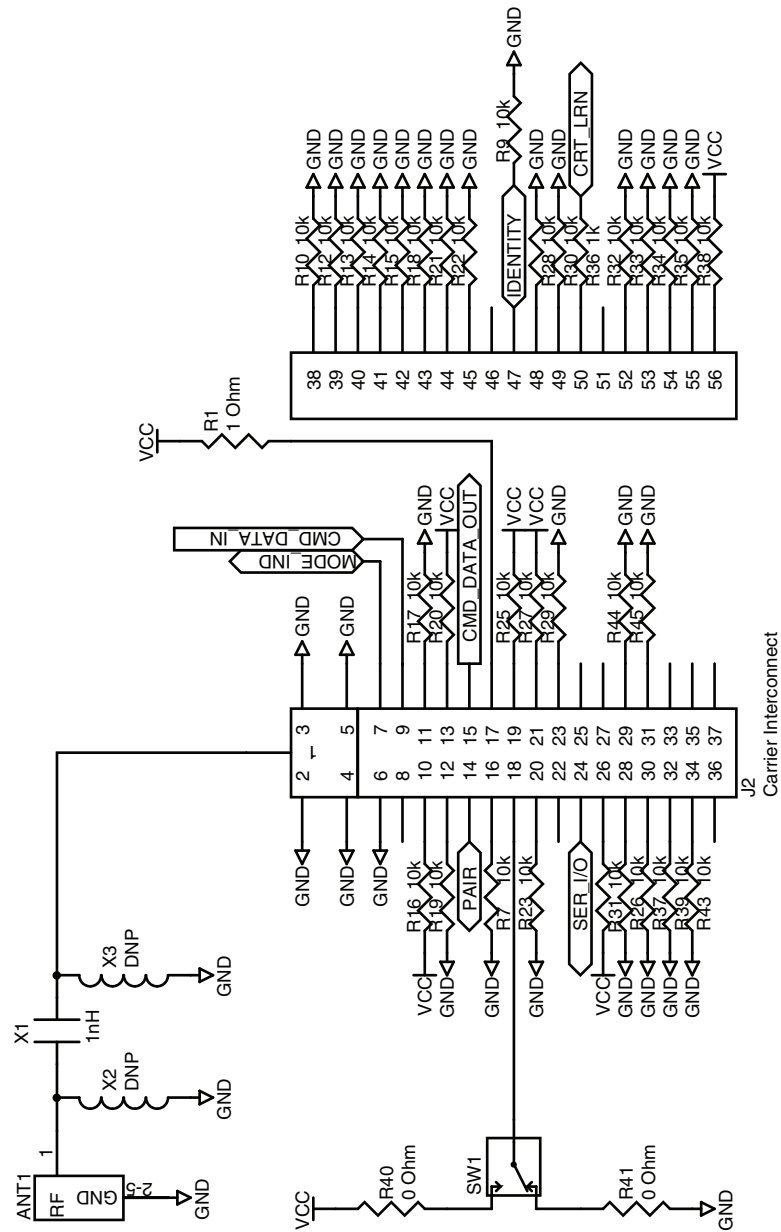 ANT1
RF
GND
2-5
GND
1
X2
DNP
GND
X1
1nH
X3
DNP
GND
VCC
R40
0 Ohm
SW1
R41
0 Ohm
GND
GND
2
3
GND
1
GND
4
5
GND
GND
6
7
MODE_IND
8
9
CMD_DATA_IN
VCC
R16 10k
10
11
R17 10k
GND
GND
R19 10k
12
13
R20 10k
VCC
PAIR
14
15
CMD_DATA_OUT
GND
R7 10k
16
17
R1
1 Ohm
VCC
18
19
R25 10k
VCC
GND
R23 10k
20
21
R27 10k
VCC
22
23
R29 10k
GND
SER_I/O
24
25
VCC
R31 10k
26
27
GND
R26 10k
28
29
R44 10k
GND
GND
R37 10k
30
31
R45 10k
GND
GND
R39 10k
32
33
GND
R43 10k
34
35
36
37
J2
Carrier Interconnect
38
R10 10k
GND
39
R12 10k
GND
40
R13 10k
GND
41
R14 10k
GND
42
R15 10k
GND
43
R18 10k
GND
44
R21 10k
GND
45
R22 10k
GND
46
47
IDENTITY
R9 10k
GND
48
R28 10k
GND
49
R30 10k
GND
50
R36 1k
CRT_LRN
51
52
R32 10k
GND
53
R33 10k
GND
54
R34 10k
GND
55
R35 10k
GND
56
R38 10k
VCC